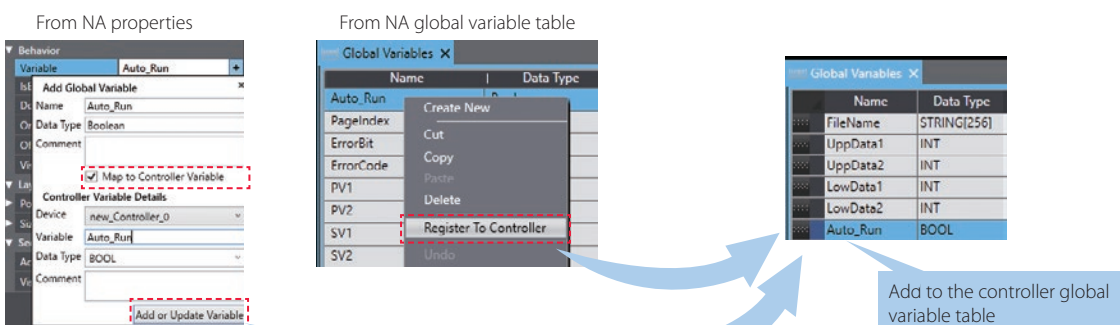 From NA properties
Behavior
Variable Auto_Run +
Add Global Variable ×
Name Auto_Run
Data Type Boolean
Comment
Map to Controller Variable
Controller Variable Details
Device new_Controller_0
Variable Auto_Run
Data Type BOOL
Comment
Add or Update Variable
From NA global variable table
Global Variables X
Name Data Type
Auto_Run
PageIndex
ErrorBit
ErrorCode
PV1
PV2
SV1
SV2
Create New
Cut
Copy
Paste
Delete
Register To Controller
Undo
Global Variables X
Name Data Type
FileName STRING[256]
UppData1 INT
UppData2 INT
LowData1 INT
LowData2 INT
Auto_Run BOOL
Add to the controller global
variable table